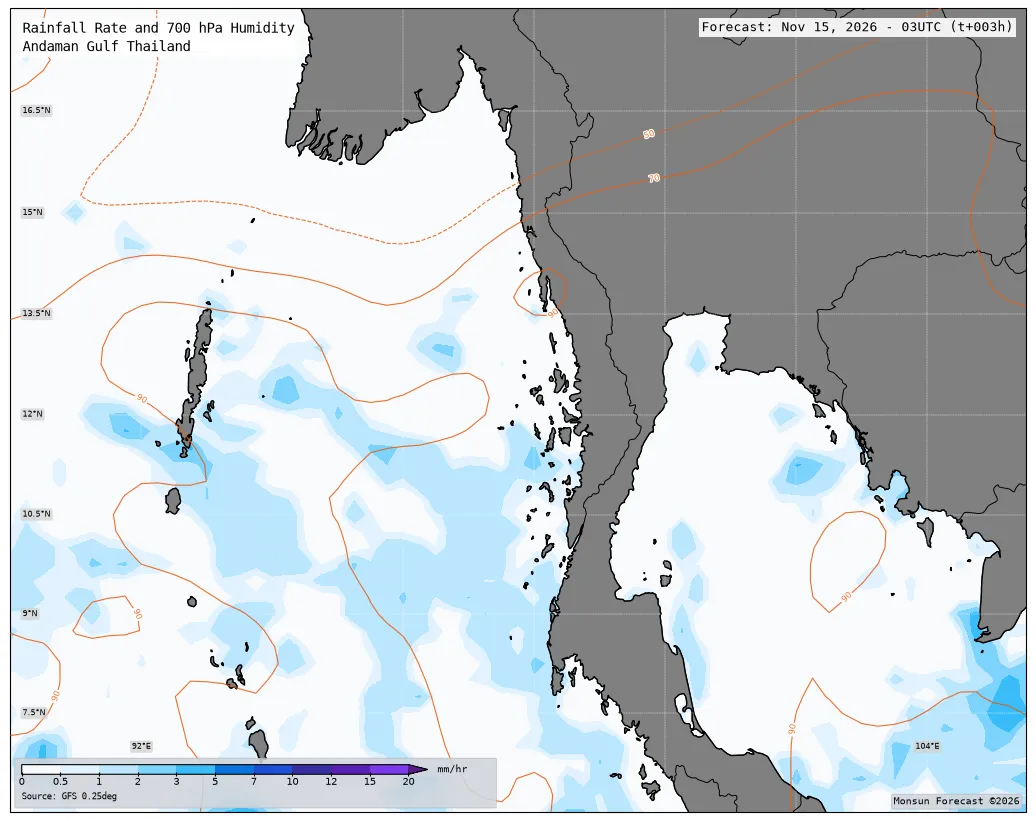 Rainfall Rate and 700 hPa Humidity
Andaman Gulf Thailand
Forecast: Nov 15, 2026 - 03UTC (t+003h)
16.5°N
50
70
15°N
13.5°N
90
90
12°N
10.5°N
90
9°N
90
90
7.5°N
90
92°E
104°E
mm/hr
0 0.5 1 2 3 5 7 10 12 15 20
Source: GFS 0.25deg
Monsun Forecast ©2026